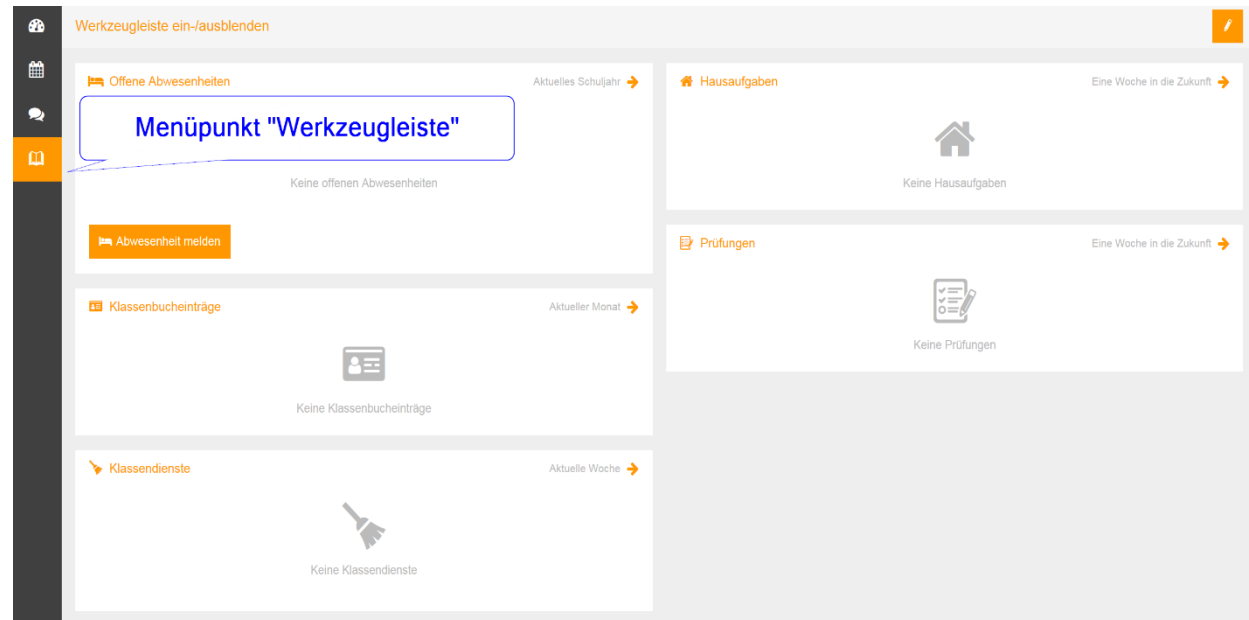 Werkzeugleiste ein-/ausblenden
Offene Abwesenheiten
Aktuelles Schuljahr
Menüpunkt "Werkzeugleiste"
Keine offenen Abwesenheiten
Abwesenheit melden
Klassenbucheinträge
Aktueller Monat
Keine Klassenbucheinträge
Klassendienste
Aktuelle Woche
Keine Klassendienste
Hausaufgaben
Eine Woche in die Zukunft
Keine Hausaufgaben
Prüfungen
Eine Woche in die Zukunft
Keine Prüfungen